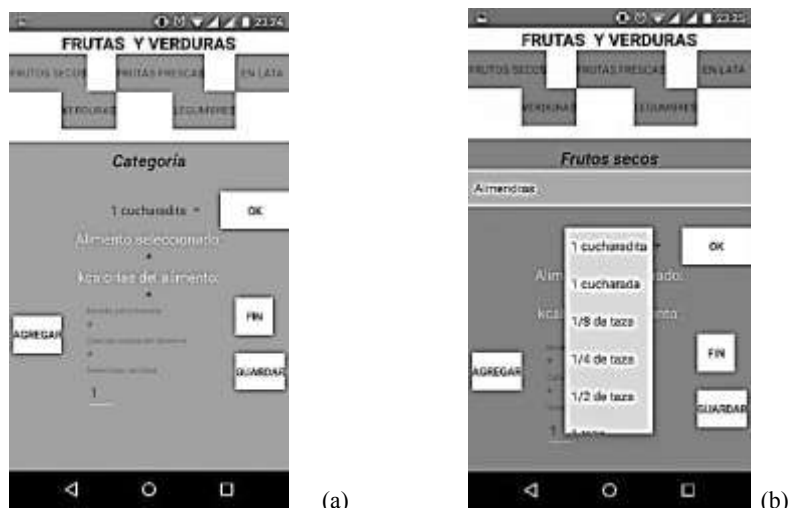 23:24
FRUTAS Y VERDURAS
FRUTOS SECOS FRUTAS FRESCAS EN LATA
VERDURAS LEGUMBRES
Categoría
1 cucharadita OK
Alimento seleccionado:
kcalorías del alimento:
FIN
AGREGAR
GUARDAR
1
(a)
23:25
FRUTAS Y VERDURAS
FRUTOS SECOS FRUTAS FRESCAS EN LATA
VERDURAS LEGUMBRES
Frutos secos
Almendras
1 cucharadita OK
1 cucharada
1/8 de taza
1/4 de taza
FIN
AGREGAR
1/2 de taza
GUARDAR
1
(b)